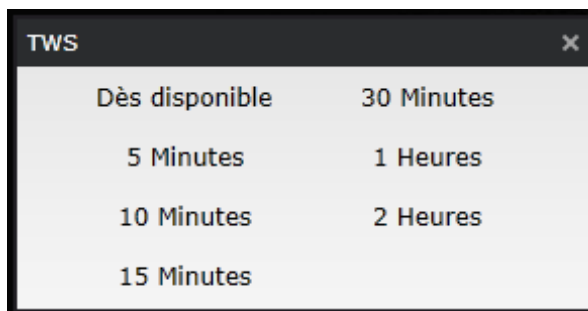 TWS
Dès disponible
30 Minutes
5 Minutes
1 Heures
10 Minutes
2 Heures
15 Minutes